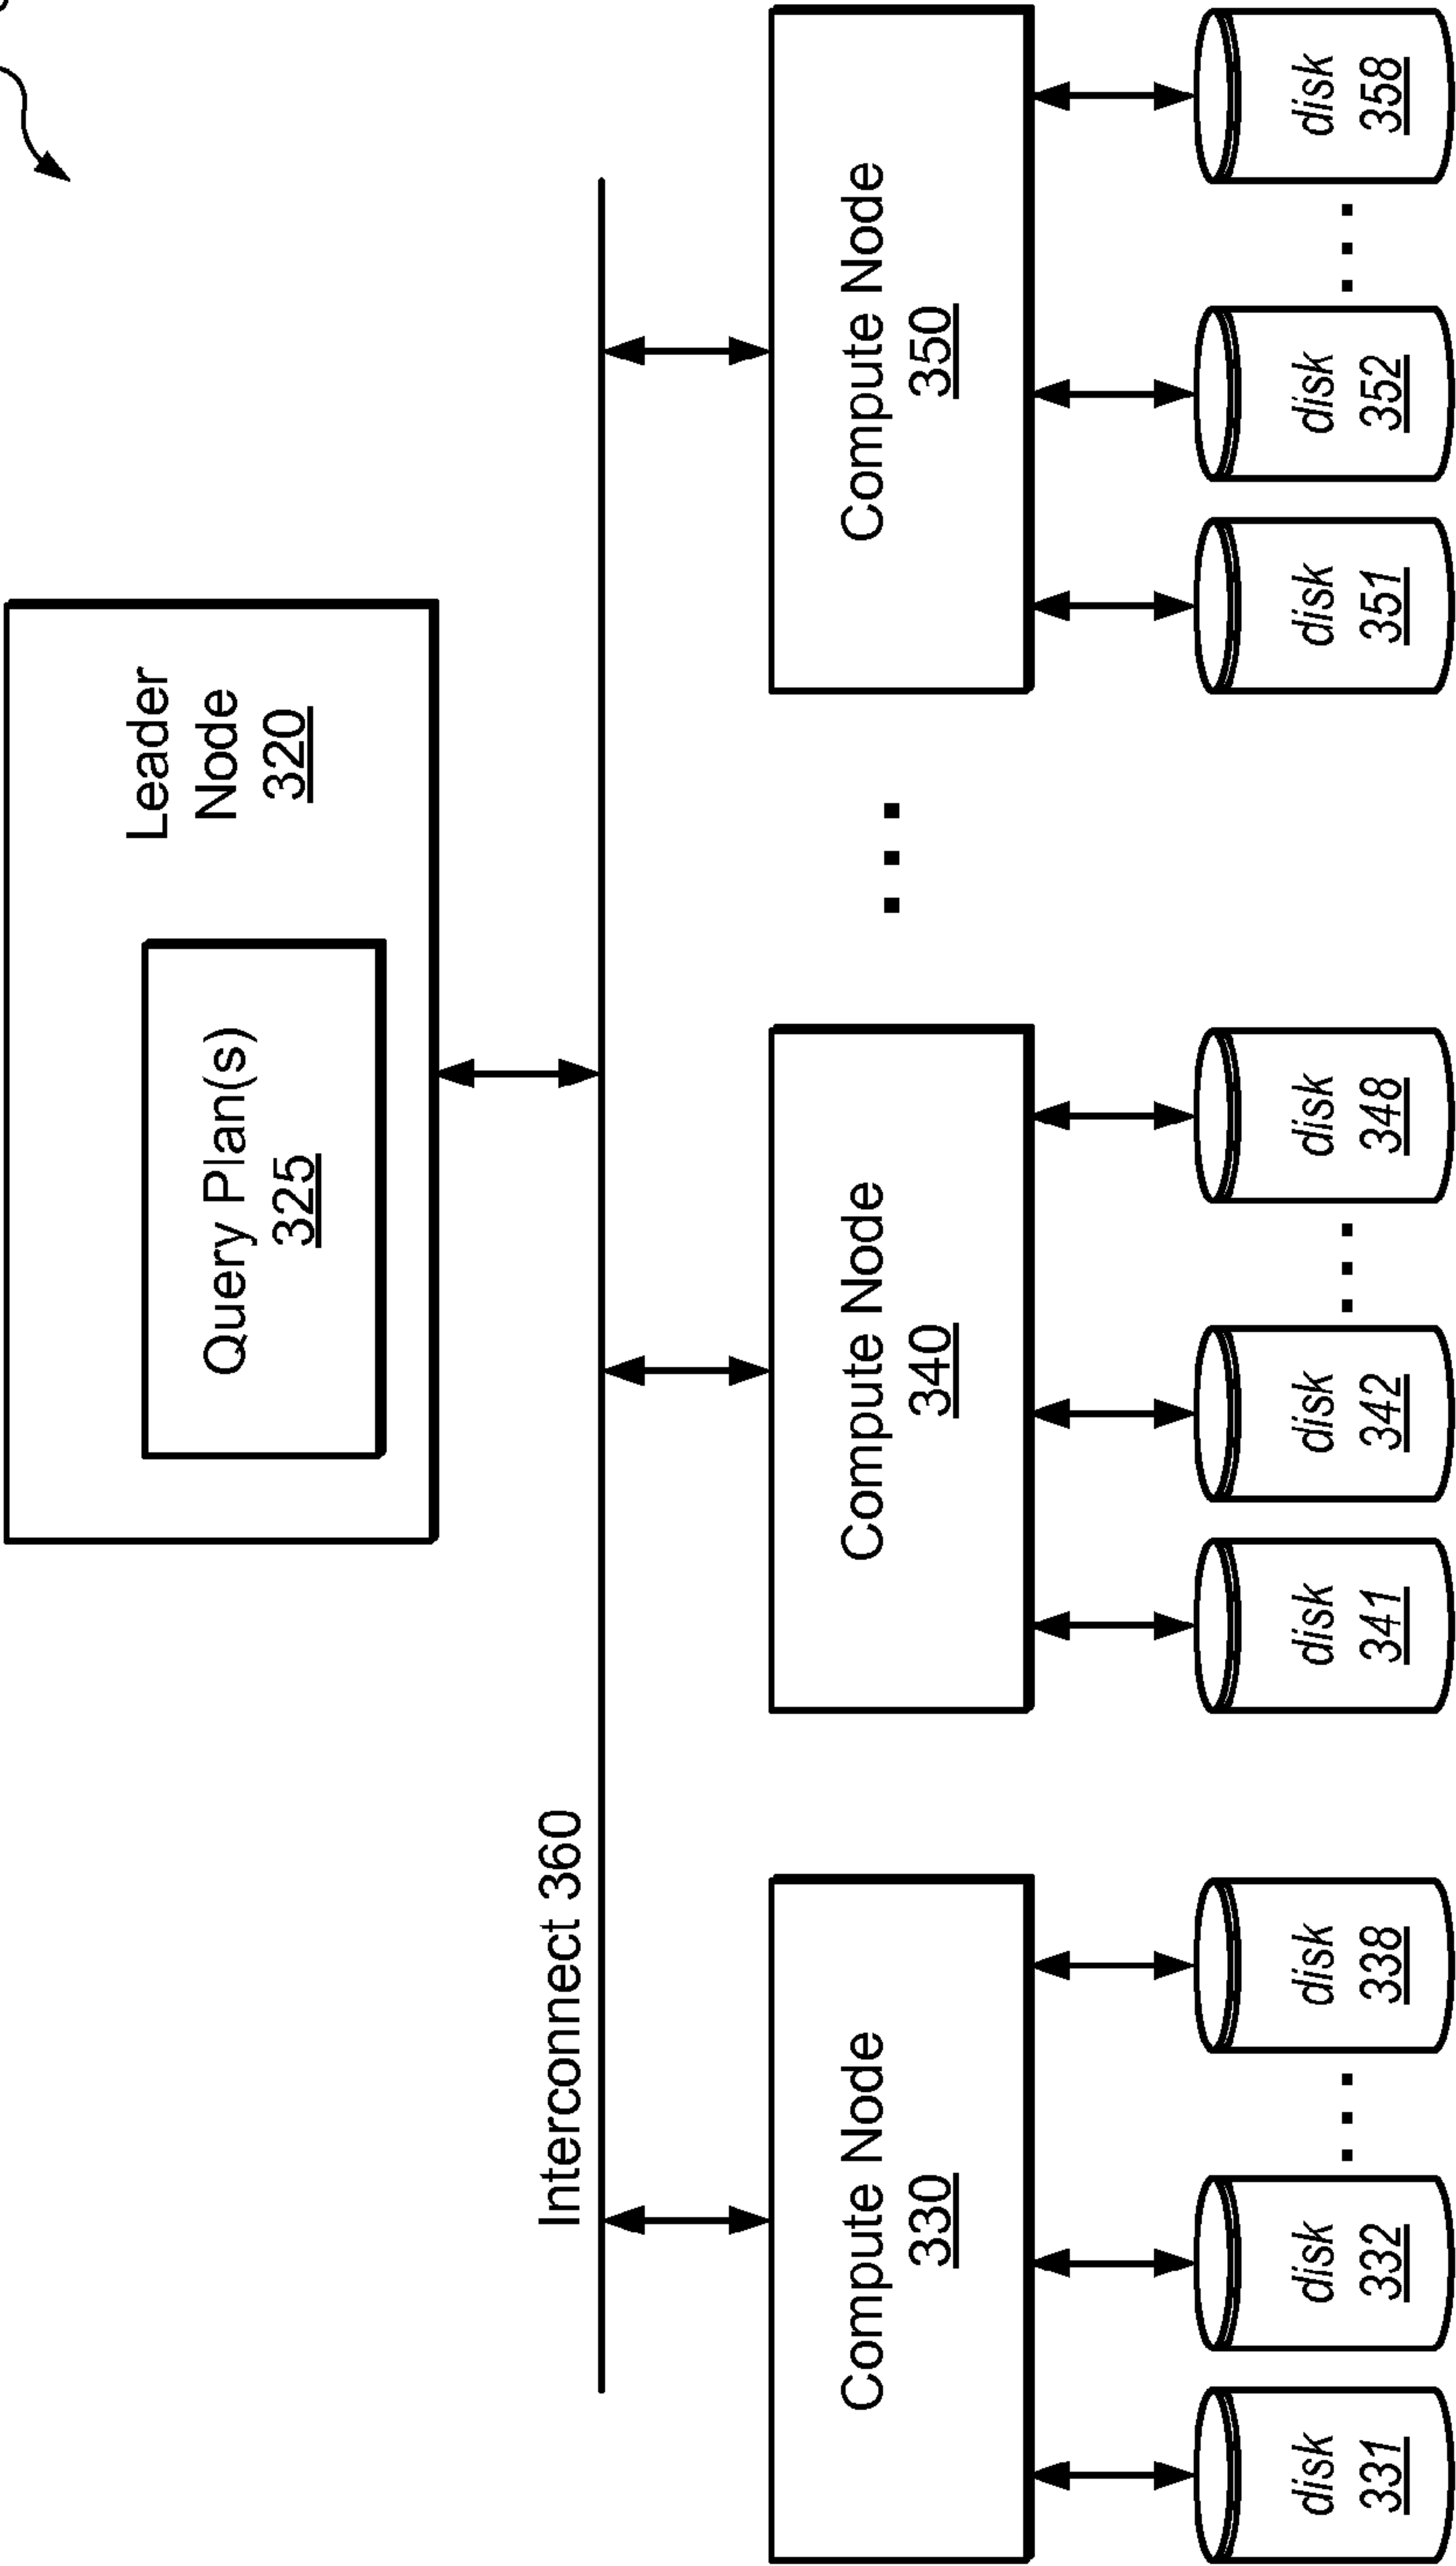 Leader
Node
320
Query Plan(s)
325
Interconnect 360
Compute Node
330
Compute Node
340
Compute Node
350
disk
331
disk
332
disk
338
disk
341
disk
342
disk
348
disk
351
disk
352
disk
358